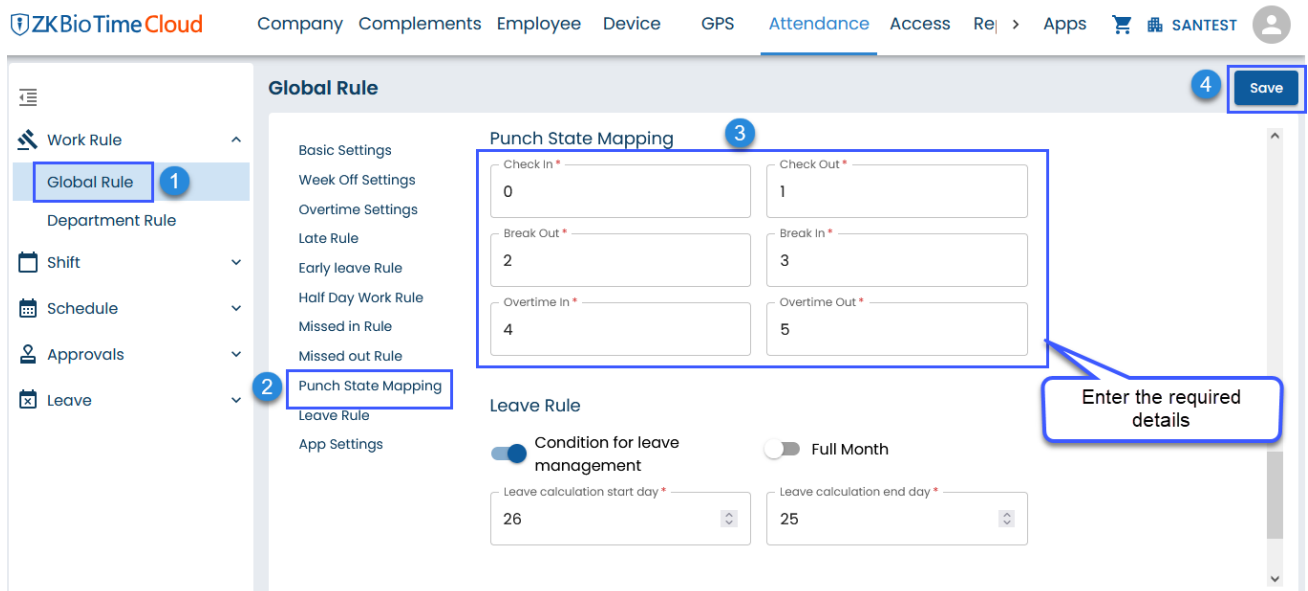 ZKBioTime Cloud
Company Complements Employee Device GPS Attendance Access Re Apps SANTEST
Global Rule
4
Save
Work Rule
Global Rule
1
Department Rule
Shift
Schedule
Approvals
Leave
Basic Settings
Week Off Settings
Overtime Settings
Late Rule
Early leave Rule
Half Day Work Rule
Missed in Rule
Missed out Rule
2
Punch State Mapping
Leave Rule
App Settings
Punch State Mapping
3
Check In *
0
Check Out *
1
Break Out *
2
Break In *
3
Overtime In *
4
Overtime Out *
5
Enter the required
details
Leave Rule
Condition for leave
management
Full Month
Leave calculation start day *
26
Leave calculation end day *
25